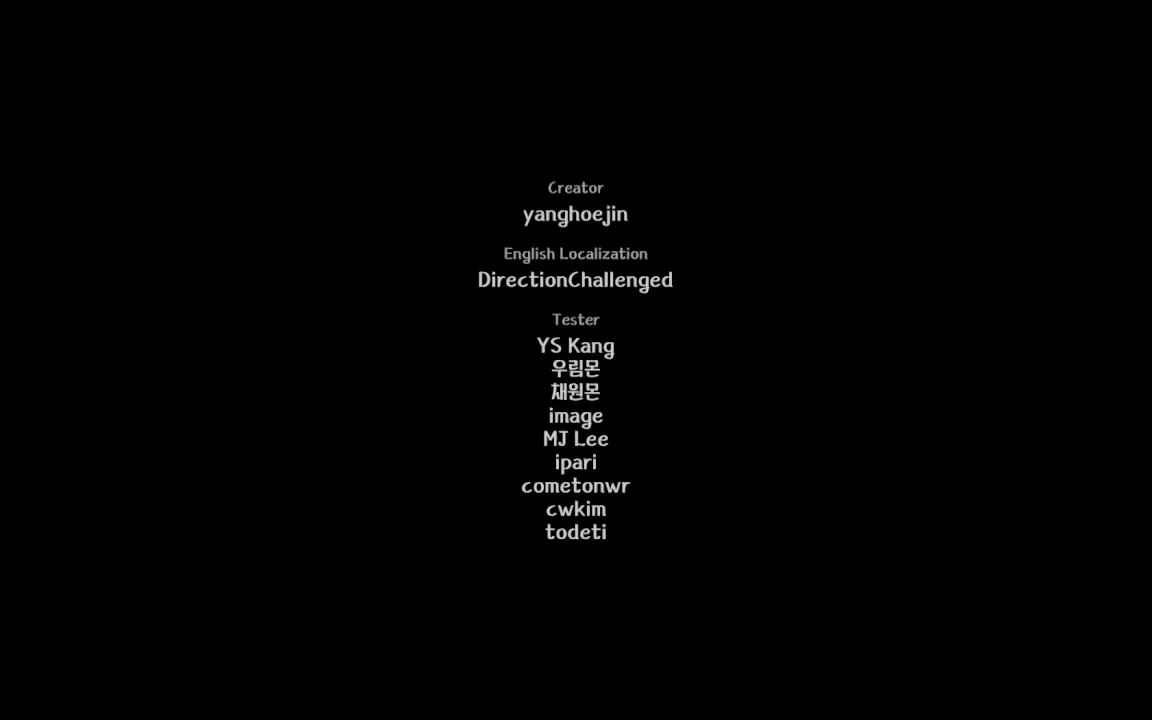 Creator
yanghoejin
English Localization
DirectionChallenged
Tester
YS Kang
우림몬
채원몬
image
MJ Lee
ipari
cometonwr
cwkim
todeti